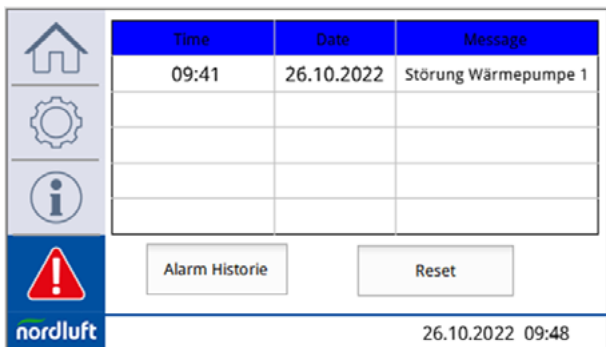 Time Date Message
09:41 26.10.2022 Störung Wärmepumpe 1
Alarm Historie Reset
nordluft 26.10.2022 09:48